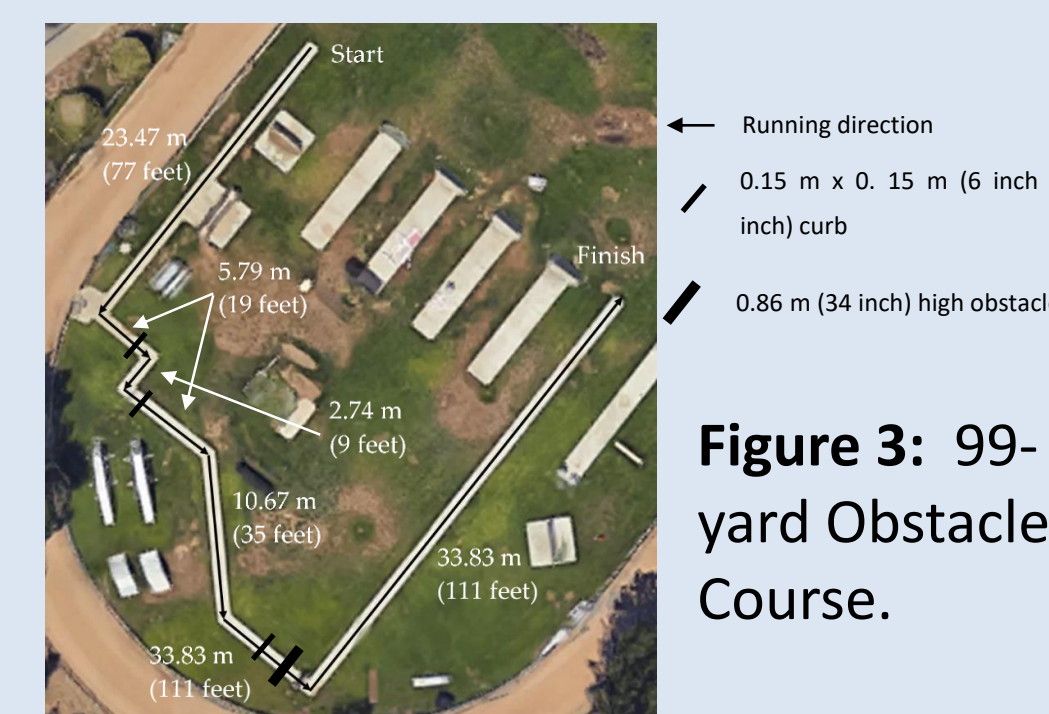 Start
23.47 m
(77 feet)
Finish
5.79 m
(19 feet)
2.74 m
(9 feet)
10.67 m
(35 feet)
33.83 m
(111 feet)
33.83 m
(111 feet)
Running direction
0.15 m x 0. 15 m (6 inch
inch) curb
0.86 m (34 inch) high obstacle
Figure 3: 99-
yard Obstacle
Course.